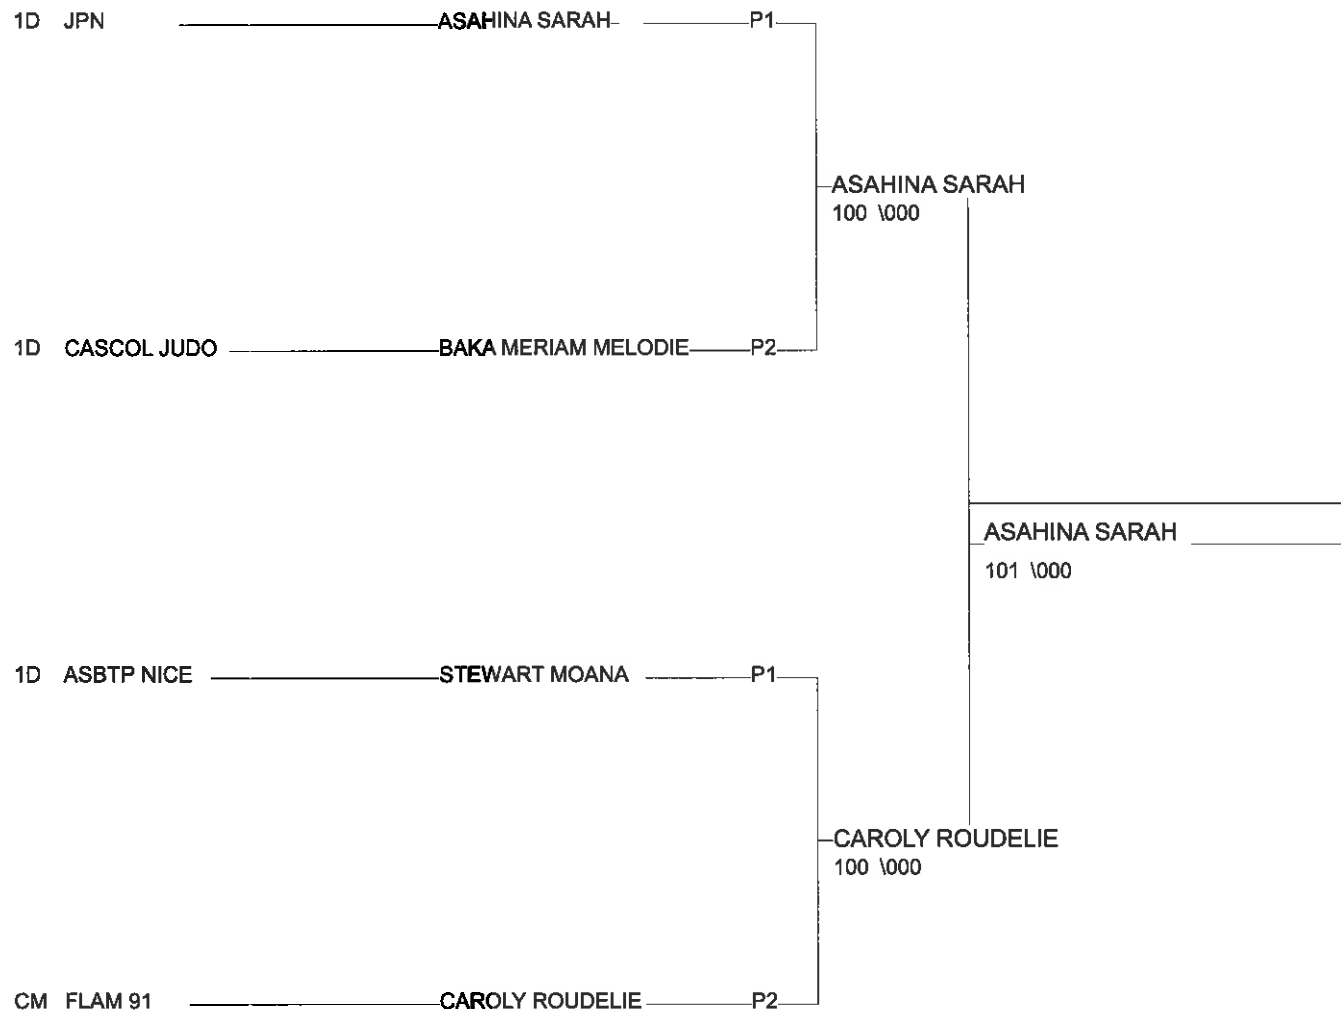 1D JPN ASAHINA SARAH P1
ASAHINA SARAH
100 \000
1D CASCOL JUDO BAKA MERIAM MELODIE P2
ASAHINA SARAH
101 \000
1D ASBTP NICE STEWART MOANA P1
CAROLY ROUDELIE
100 \000
CM FLAM 91 CAROLY ROUDELIE P2